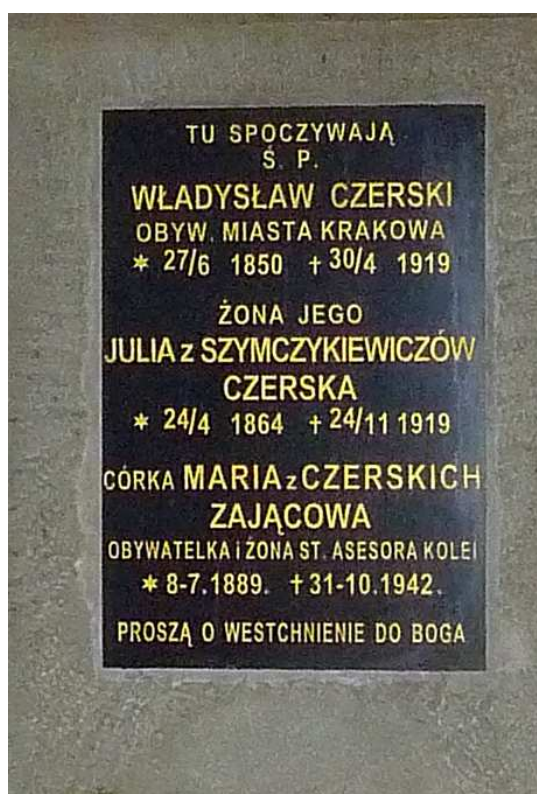 TU SPOCZYWAJĄ
Ś. P.
WŁADYSŁAW CZERSKI
OBYW. MIASTA KRAKOWA
* 27/6 1850 † 30/4 1919
ŻONA JEGO
JULIA z SZYMCZYKIEWICZÓW
CZERSKA
* 24/4 1864 † 24/11 1919
CÓRKA MARIA z CZERSKICH
ZAJĄCOWA
OBYWATELKA i ŻONA ST. ASESORA KOLEI
* 8-7.1889. † 31-10.1942.
PROSZĄ O WESTCHNIENIE DO BOGA